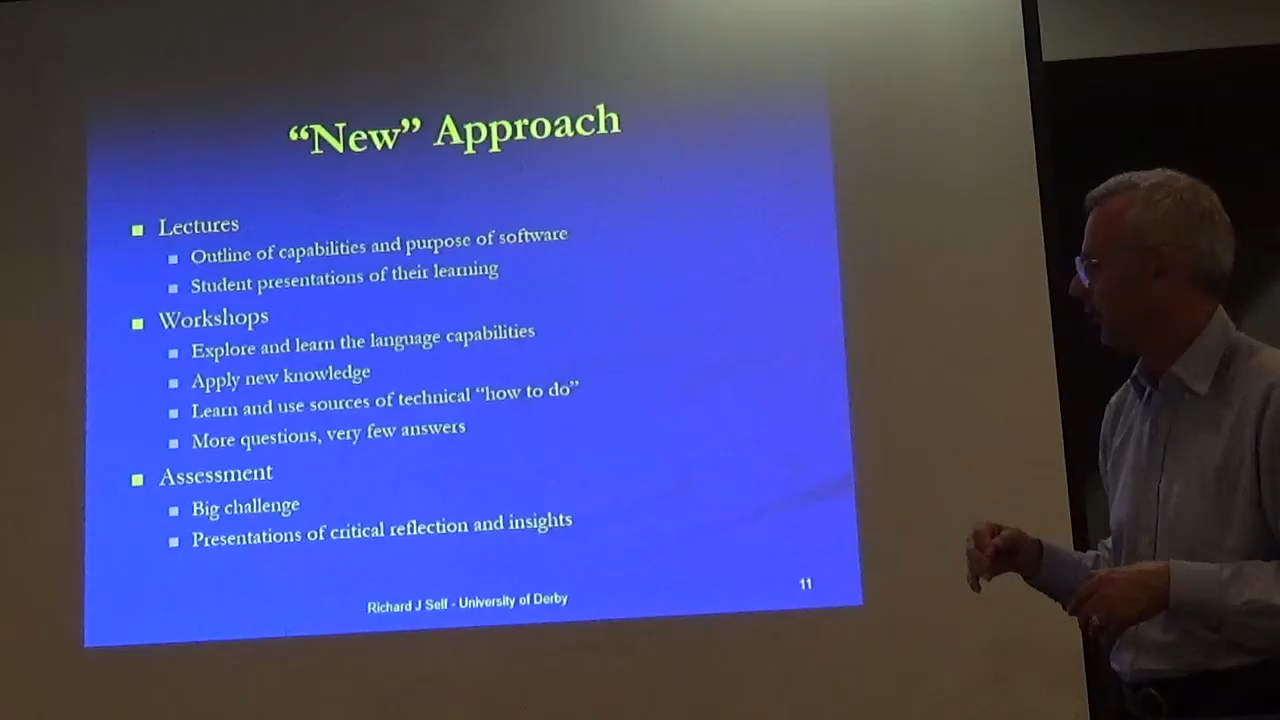 “New” Approach
Lectures
Outline of capabilities and purpose of software
Student presentations of their learning
Workshops
Explore and learn the language capabilities
Apply new knowledge
Learn and use sources of technical “how to do”
More questions, very few answers
Assessment
Big challenge
Presentations of critical reflection and insights
Richard J Self - University of Derby
11